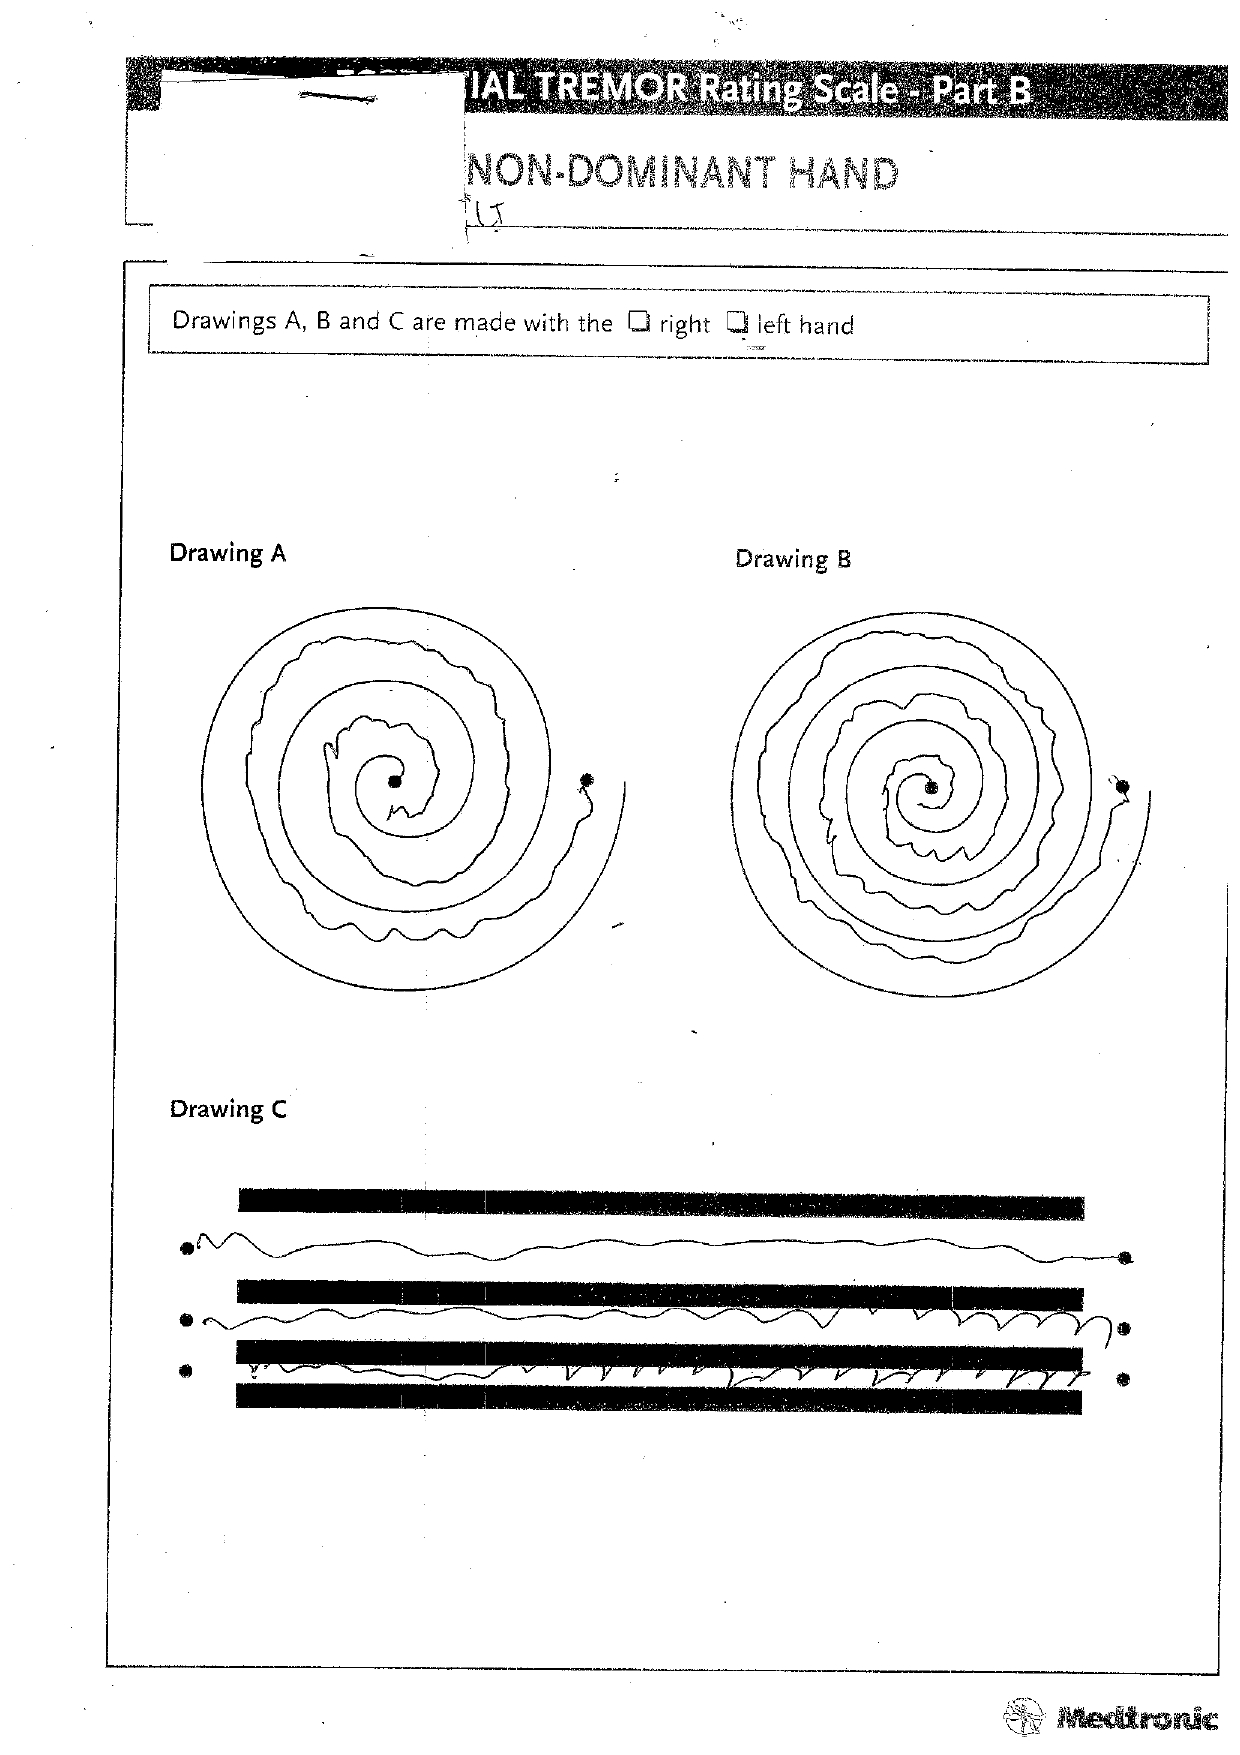 IAL TREMOR Rating Scale - Part B
NON-DOMINANT HAND
Drawings A, B and C are made with the right left hand
Drawing A
Drawing B
Drawing C
Medtronic